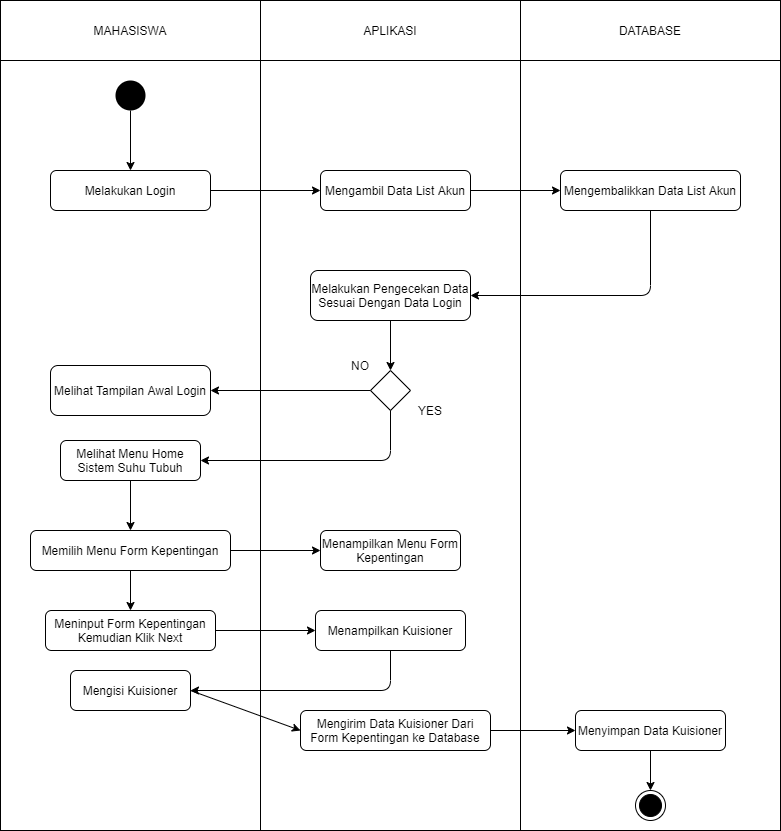 MAHASISWA
APLIKASI
DATABASE
Melakukan Login
Mengambil Data List Akun
Mengembalikkan Data List Akun
Melakukan Pengecekan Data
Sesuai Dengan Data Login
NO
Melihat Tampilan Awal Login
YES
Melihat Menu Home
Sistem Suhu Tubuh
Memilih Menu Form Kepentingan
Menampilkan Menu Form
Kepentingan
Meninput Form Kepentingan
Kemudian Klik Next
Menampilkan Kuisioner
Mengisi Kuisioner
Mengirim Data Kuisioner Dari
Form Kepentingan ke Database
Menyimpan Data Kuisioner